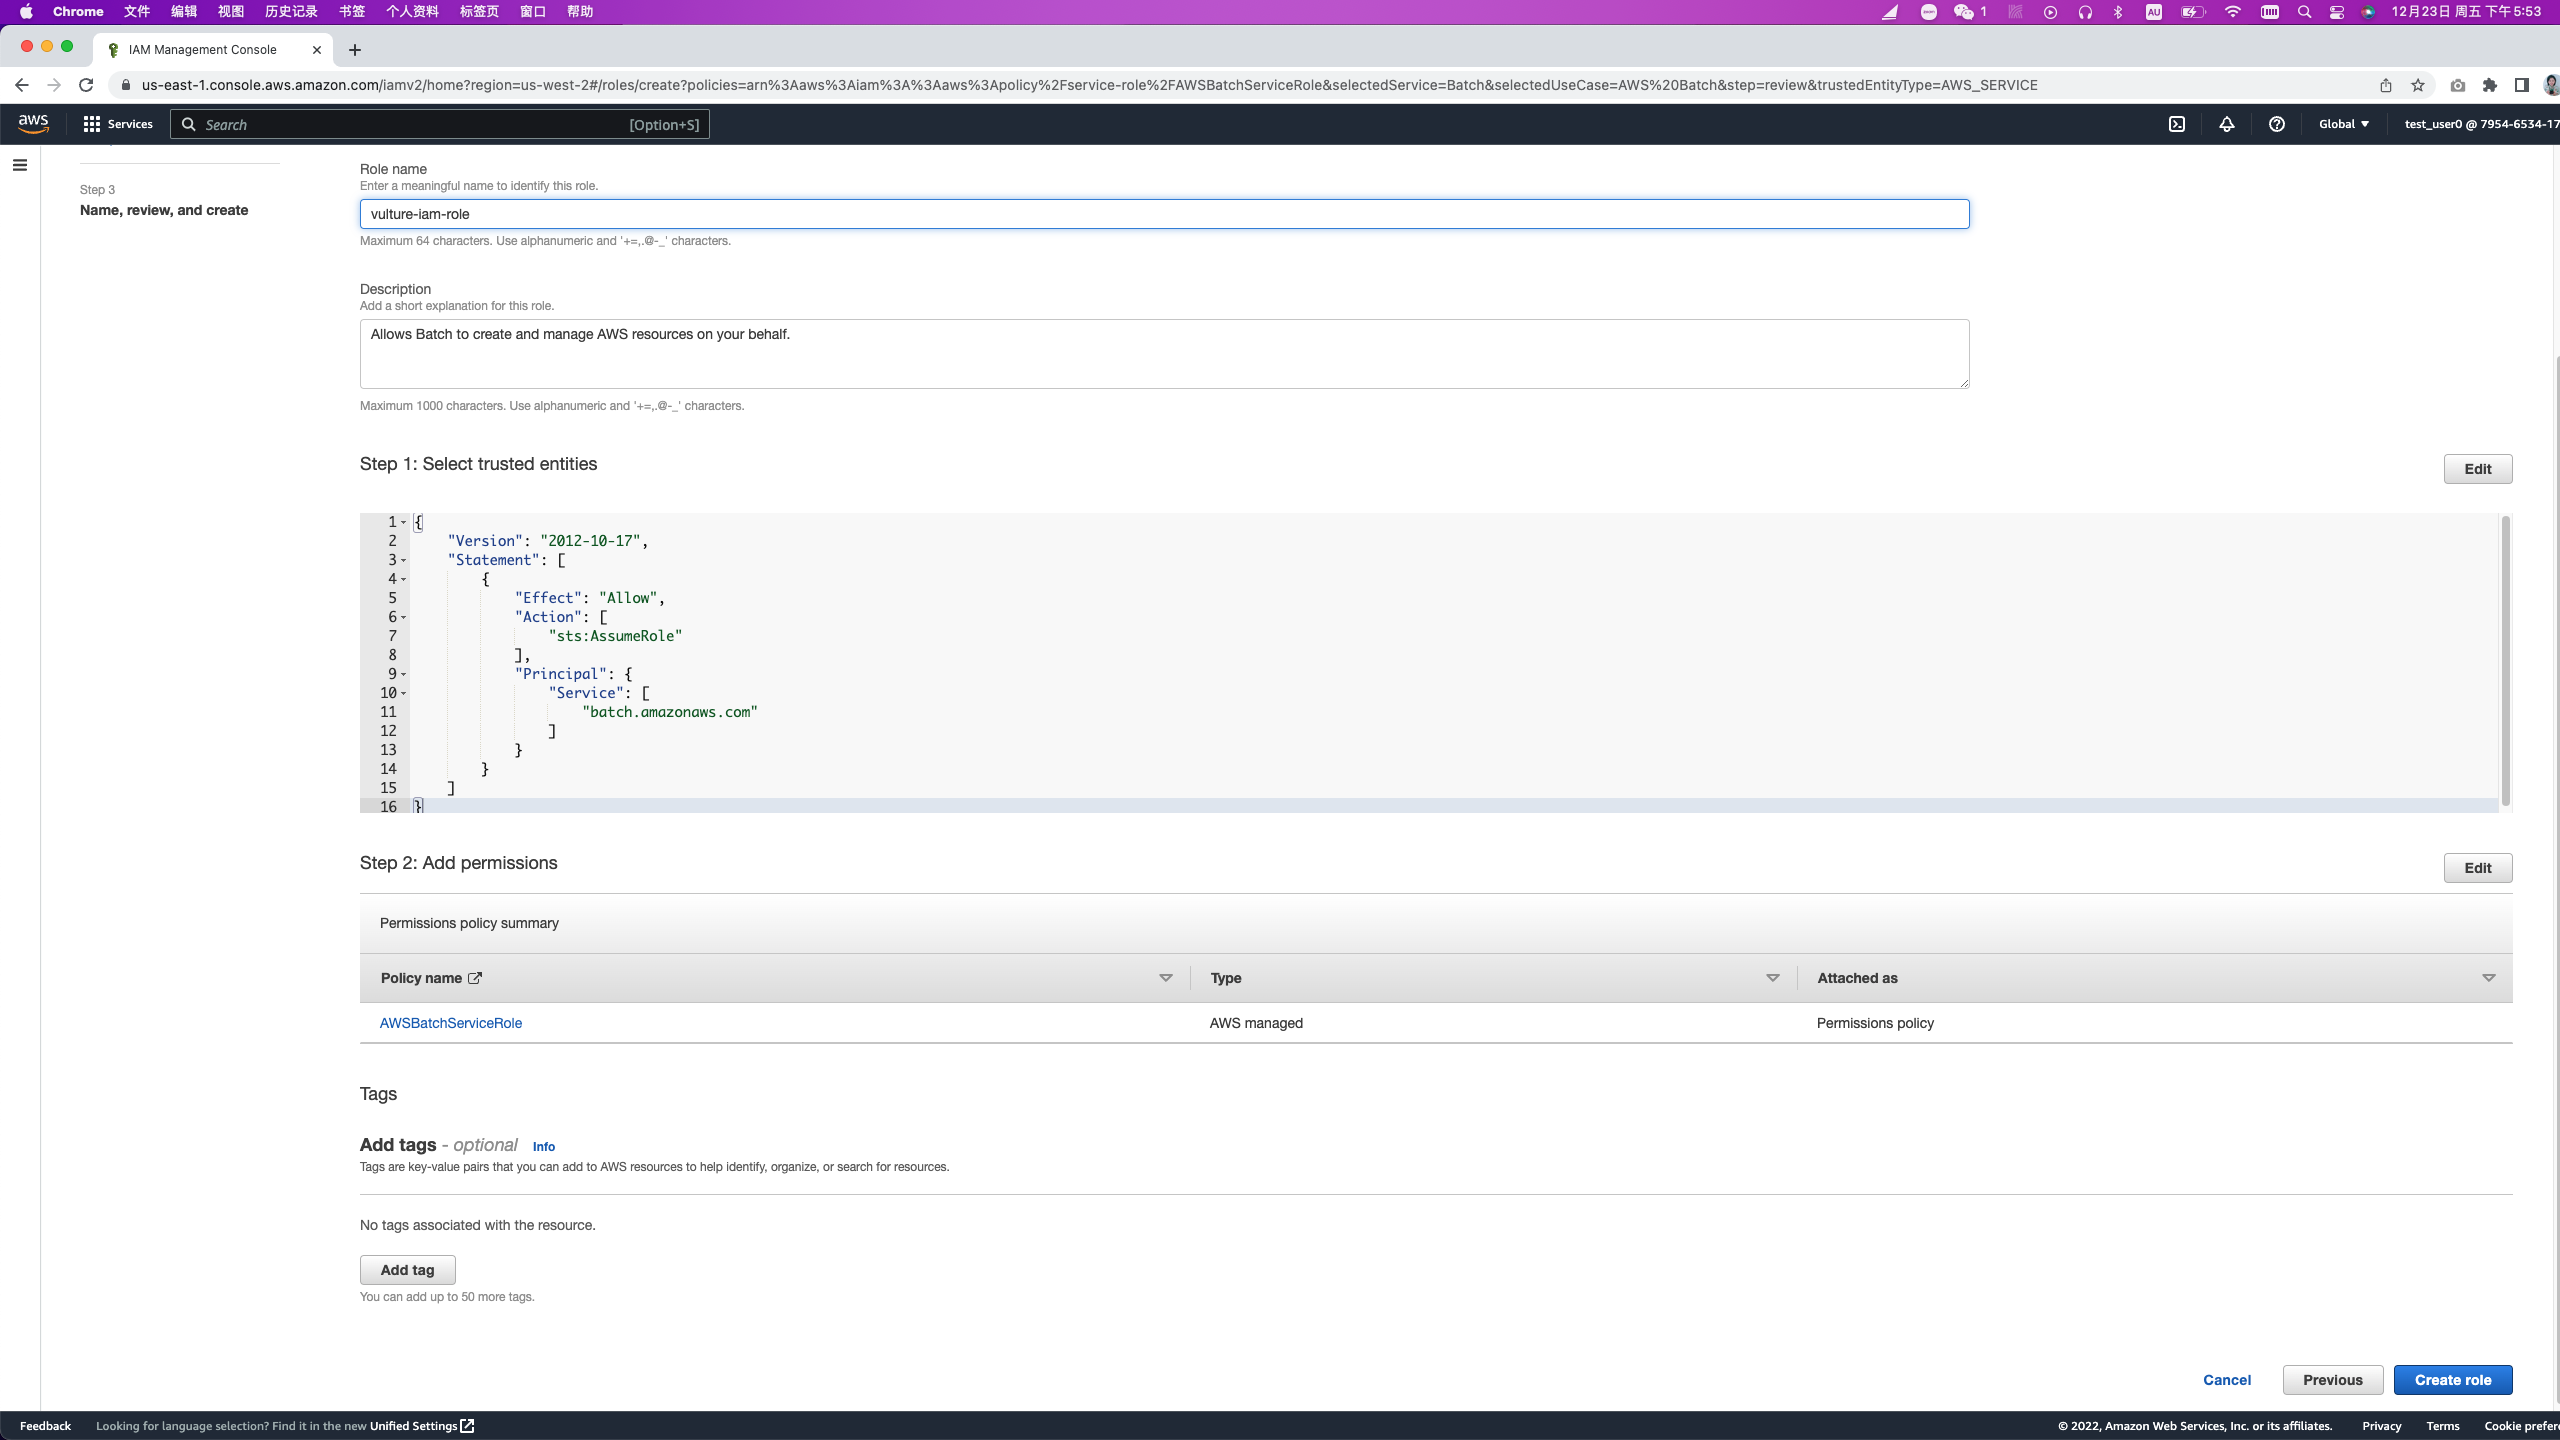 Chrome 文件 编辑 视图 历史记录 书签 个人资料 标签页 窗口 帮助 1 AU 12月23日 周五 下午5:53
IAM Management Console
us-east-1.console.aws.amazon.com/iamv2/home?region=us-west-2#/roles/create?policies=arn%3Aaws%3Aiam%3A%3Aaws%3Apolicy%2Fservice-role%2FAWSBatchServiceRole&selectedService=Batch&selectedUseCase=AWS%20Batch&step=review&trustedEntityType=AWS_SERVICE
aws Services Search [Option+S] Global test_user0 @ 7954-6534-17
Step 3
Name, review, and create
Role name
Enter a meaningful name to identify this role.
vulture-iam-role
Maximum 64 characters. Use alphanumeric and '+=,.@-_' characters.
Description
Add a short explanation for this role.
Allows Batch to create and manage AWS resources on your behalf.
Maximum 1000 characters. Use alphanumeric and '+=,.@-_' characters.
Step 1: Select trusted entities
Edit
1 {
2 "Version": "2012-10-17",
3 "Statement": [
4 {
5 "Effect": "Allow",
6 "Action": [
7 "sts:AssumeRole"
8 ],
9 "Principal": {
10 "Service": [
11 "batch.amazonaws.com"
12 ]
13 }
14 }
15 ]
16 }
Step 2: Add permissions
Edit
Permissions policy summary
Policy name Type Attached as
AWSBatchServiceRole AWS managed Permissions policy
Tags
Add tags - optional Info
Tags are key-value pairs that you can add to AWS resources to help identify, organize, or search for resources.
No tags associated with the resource.
Add tag
You can add up to 50 more tags.
Cancel Previous Create role
Feedback Looking for language selection? Find it in the new Unified Settings © 2022, Amazon Web Services, Inc. or its affiliates. Privacy Terms Cookie prefer